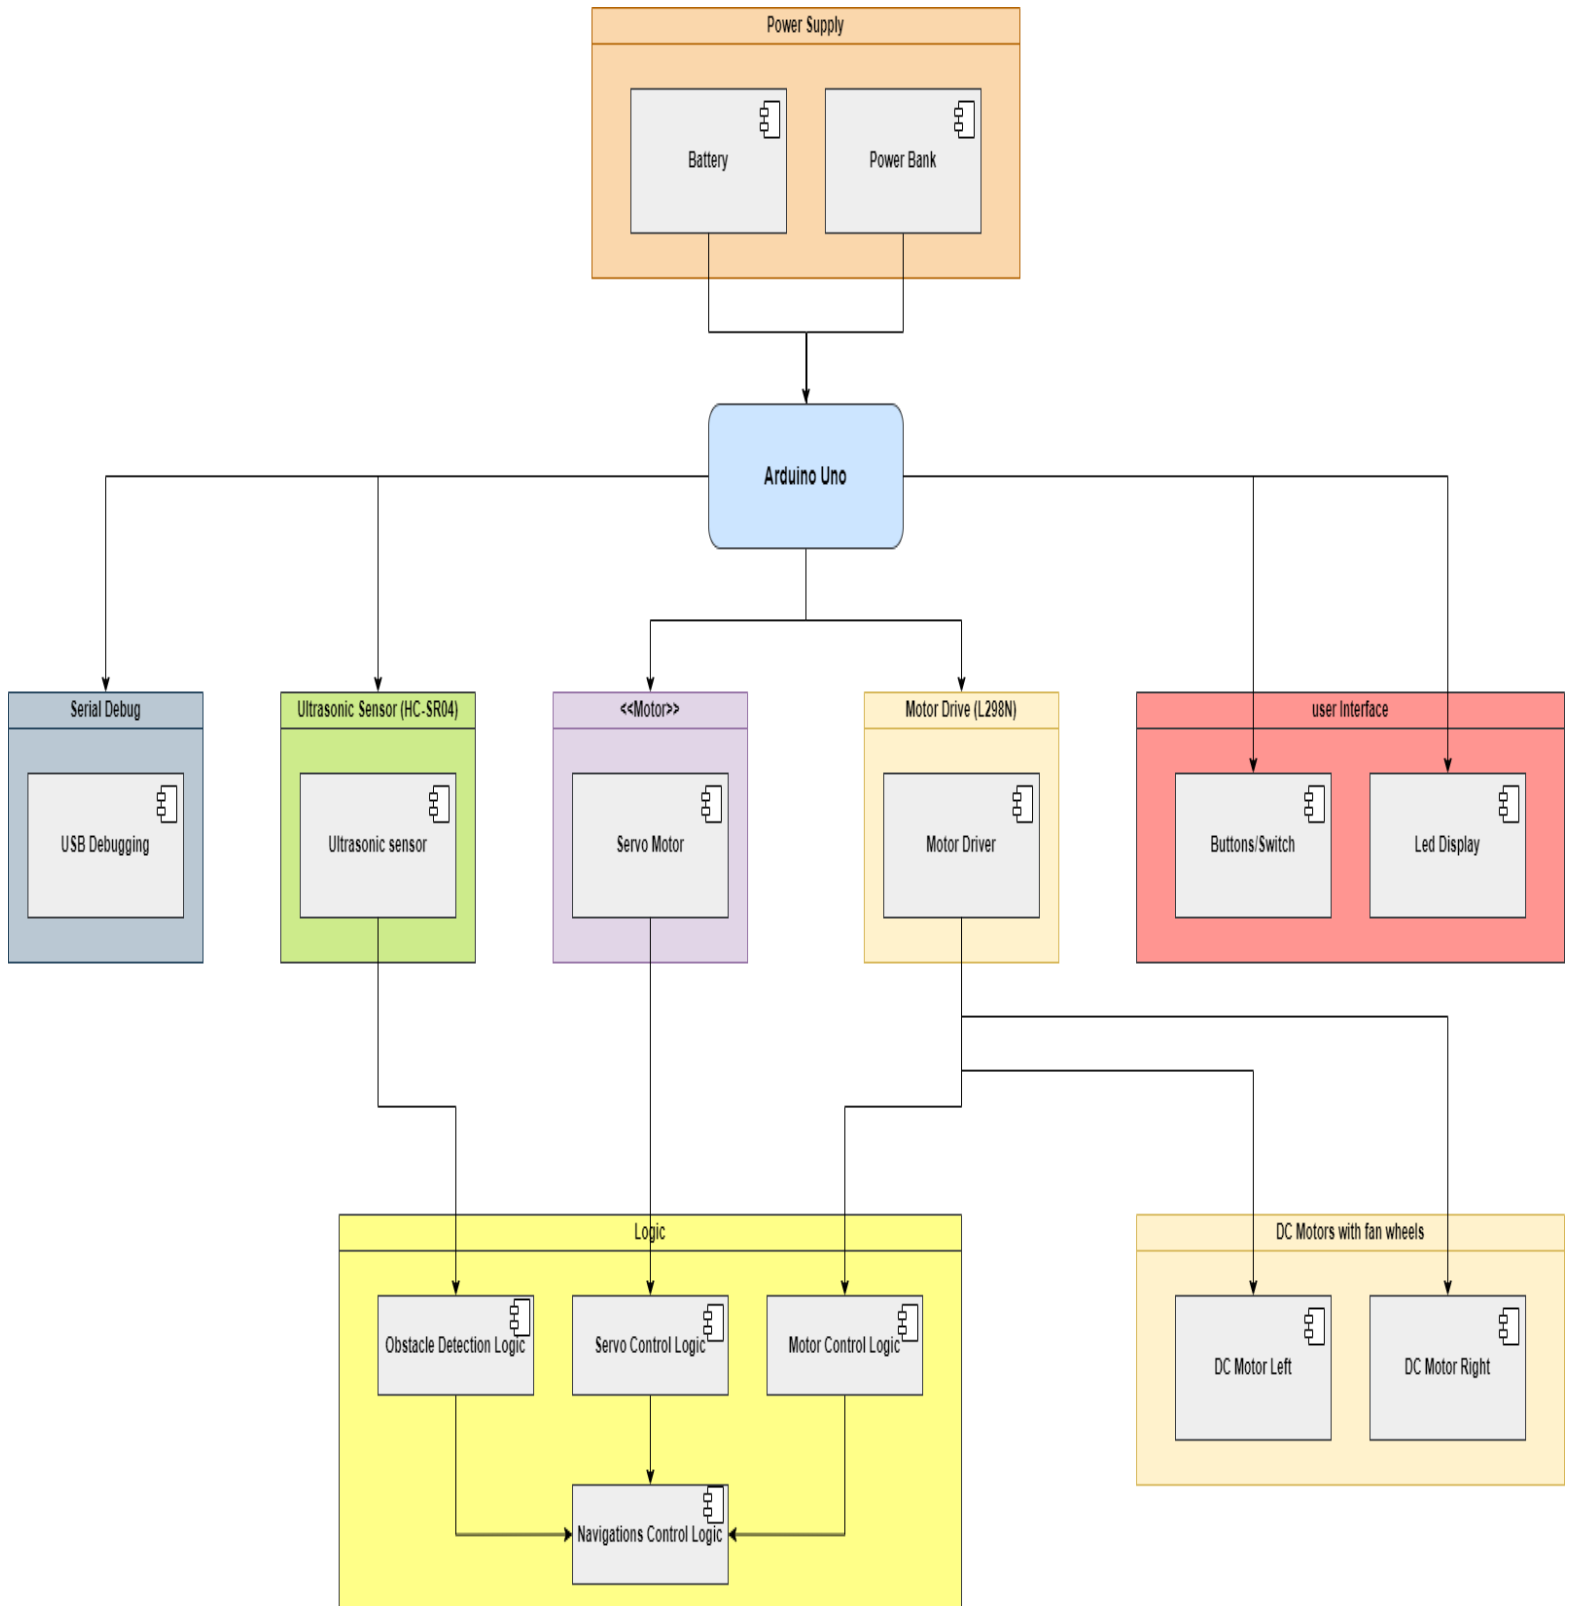 Power Supply
Battery
Power Bank
Arduino Uno
Serial Debug
Ultrasonic Sensor (HC-SR04)
<<Motor>>
Motor Drive (L298N)
user Interface
USB Debugging
Ultrasonic sensor
Servo Motor
Motor Driver
Buttons/Switch
Led Display
Logic
DC Motors with fan wheels
Obstacle Detection Logic
Servo Control Logic
Motor Control Logic
DC Motor Left
DC Motor Right
Navigations Control Logic